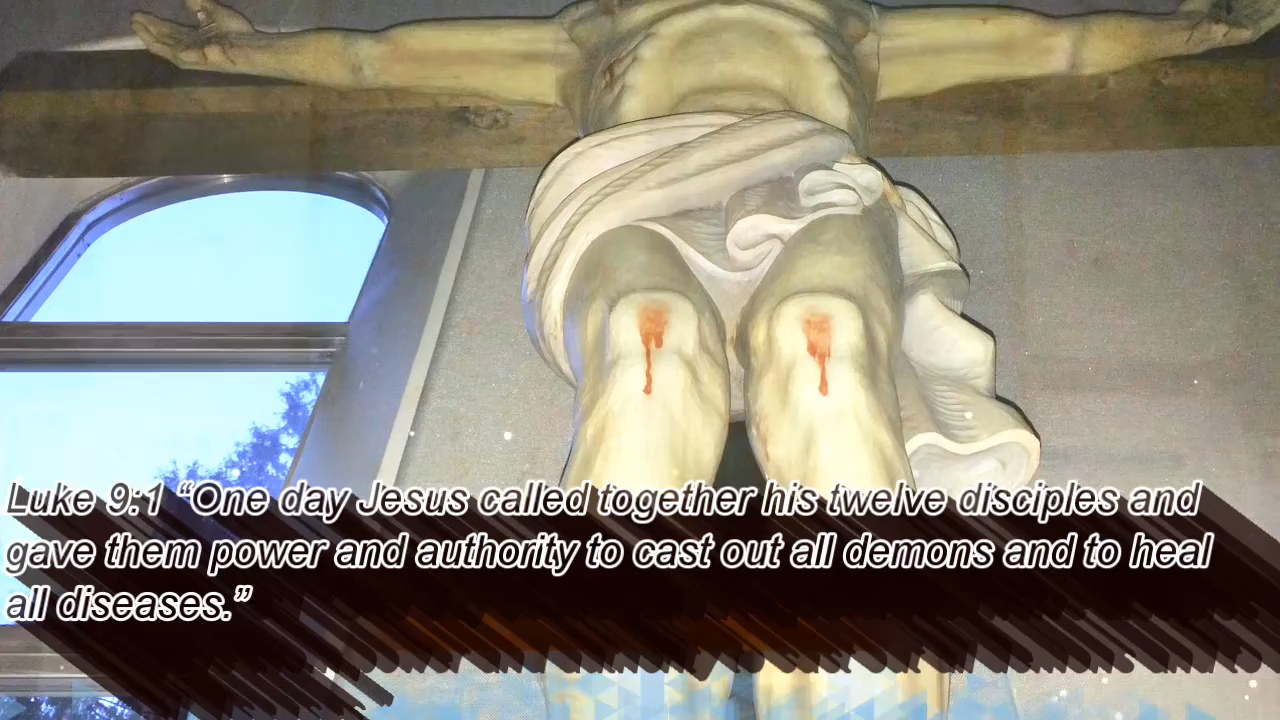 Luke 9:1 “One day Jesus called together his twelve disciples and
gave them power and authority to cast out all demons and to heal
all diseases.”